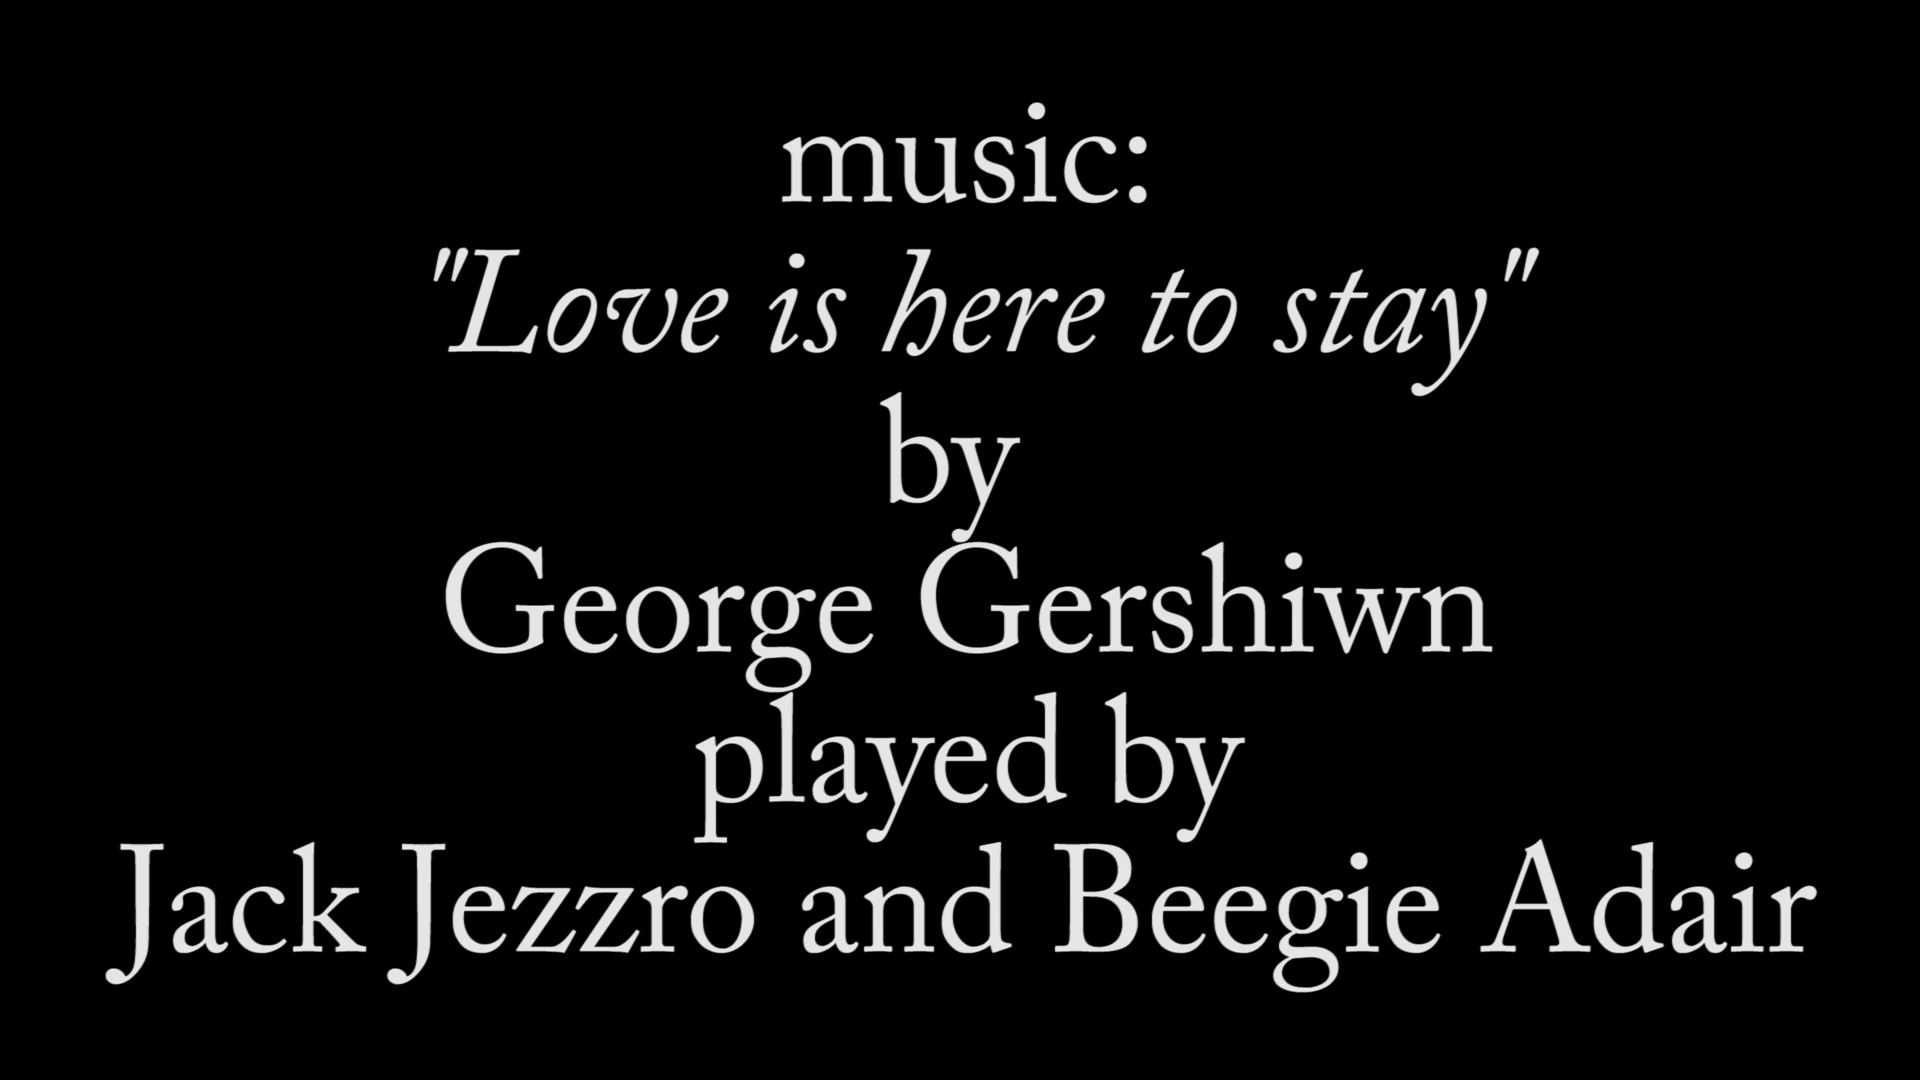 music:
"Love is here to stay"
by
George Gershiwn
played by
Jack Jezzro and Beegie Adair